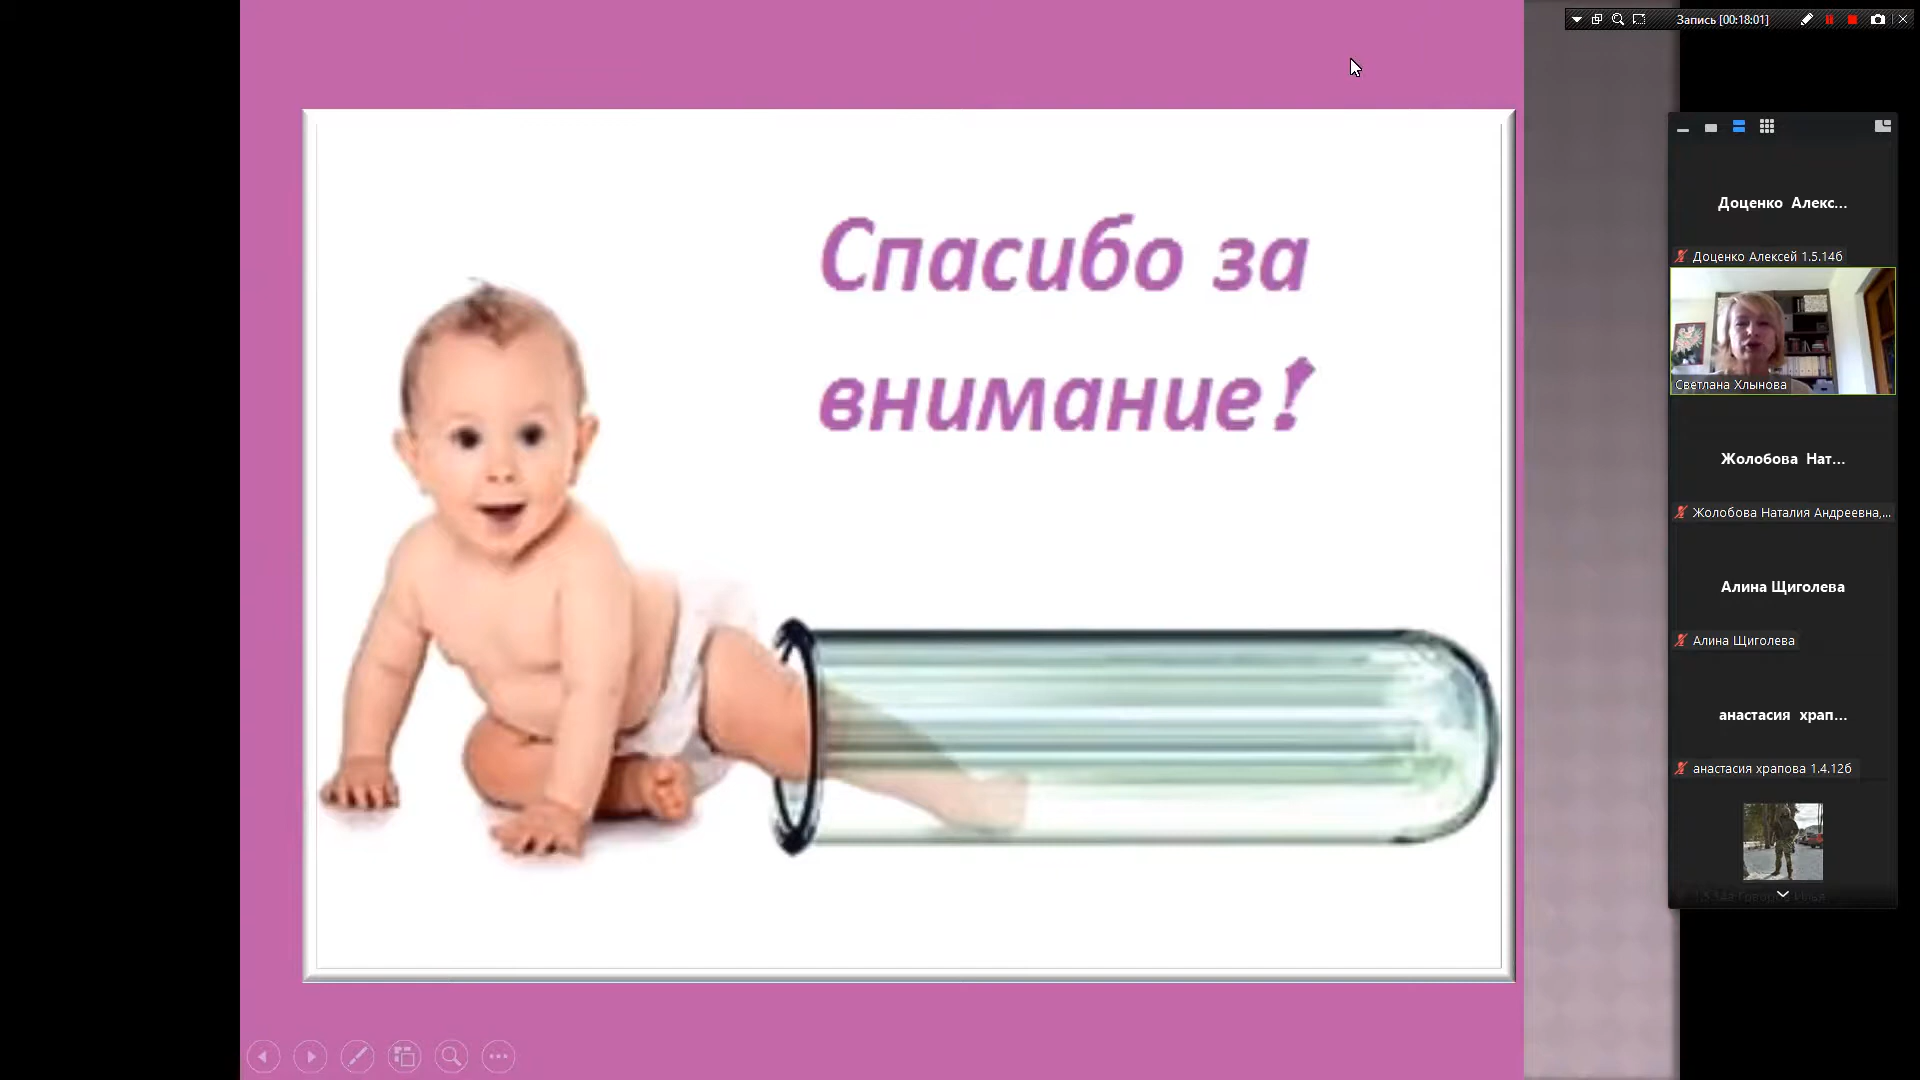 Запись [00:18:01]
Спасибо за
внимание!
Доценко Алекс...
Доценко Алексей 1.5.14б
Светлана Хлынова
Жолобова Нат...
Жолобова Наталия Андреевна,...
Алина Щиголева
Алина Щиголева
анастасия храп...
анастасия храпова 1.4.12б